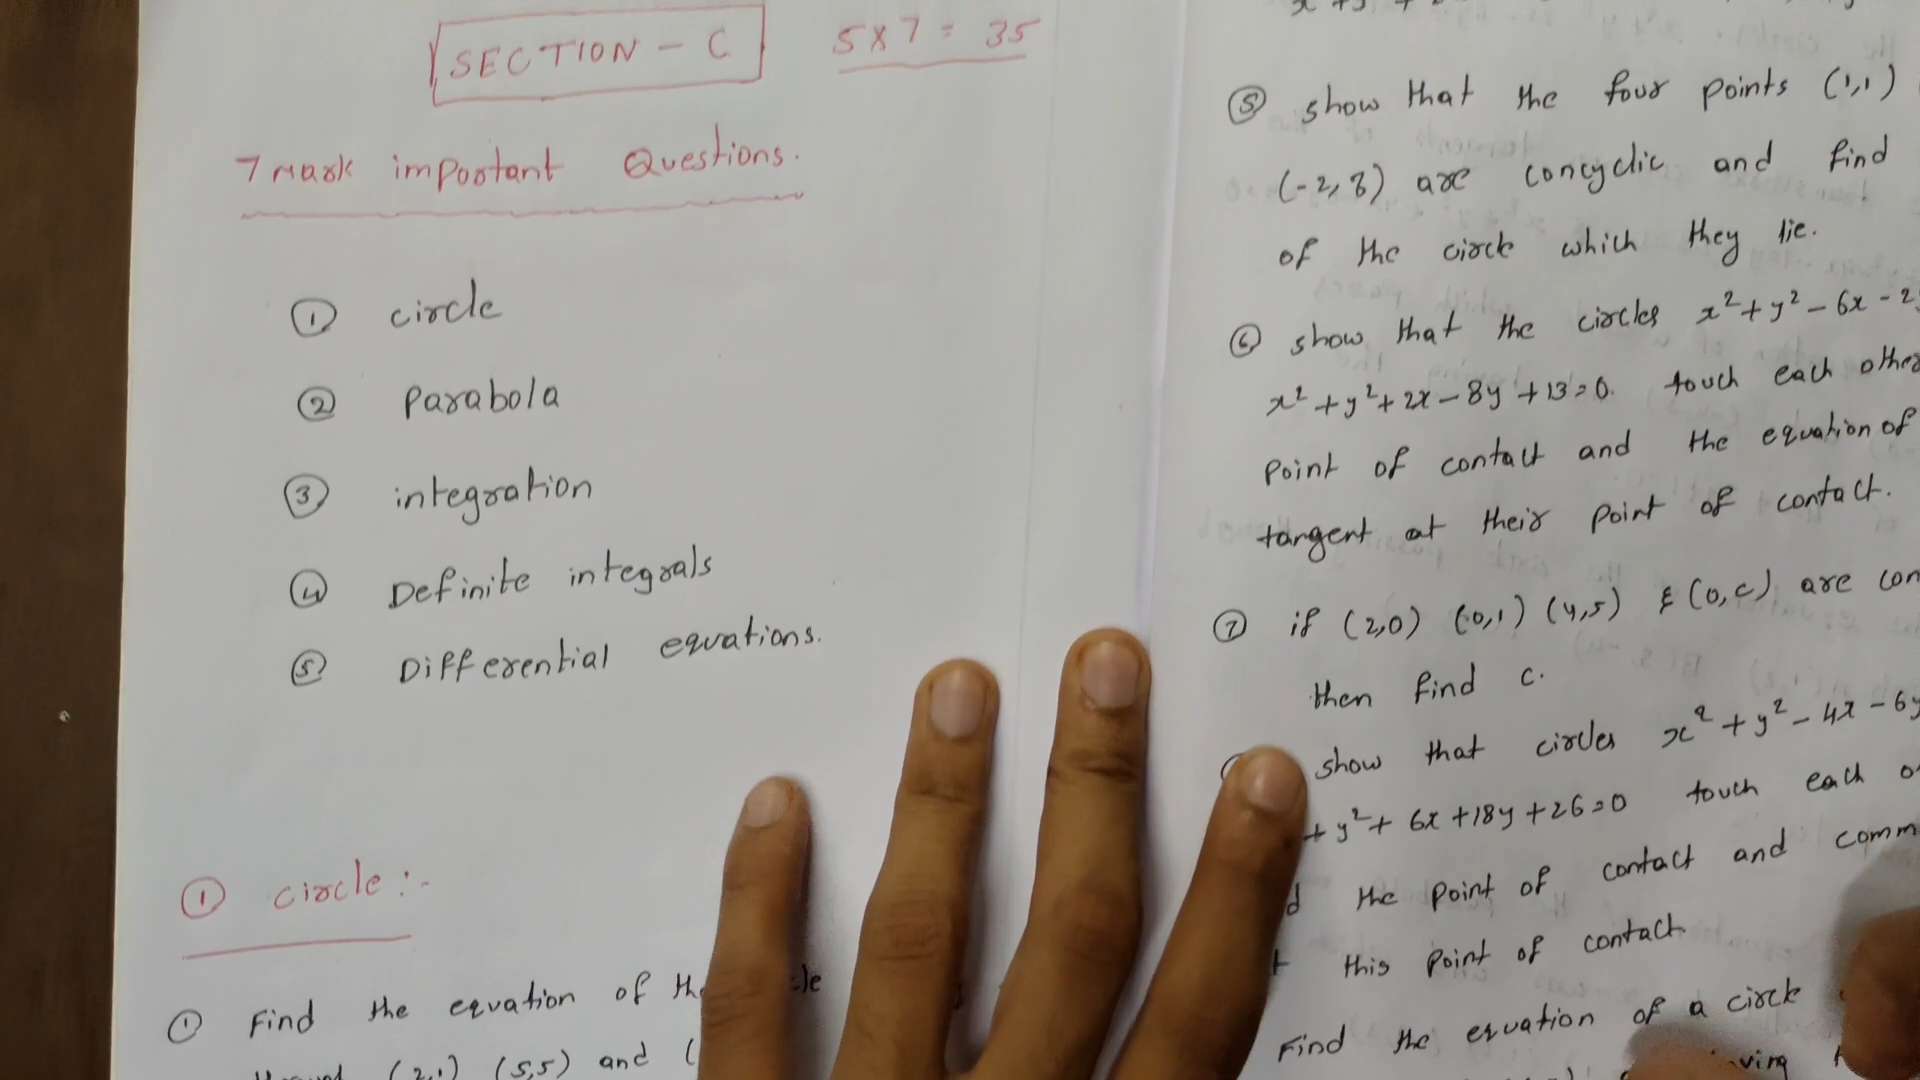 SECTION - C
5 x 7 = 35
7 Mark important Questions.
① circle
② Parabola
③ integration
④ Definite integrals
⑤ Differential equations.
① circle :-
① Find the equation of the
(2,1) (5,5) and (
⑤ show that the four points (1,1)
(-2,8) are concyclic and find
of the circle which they lie.
⑥ show that the circles x²+y²-6x-2
x²+y²+2x-8y+13=0. touch each other
point of contact and the equation of
tangent at their point of contact.
⑦ if (2,0) (0,1) (4,5) & (0,c) are con
then find c.
show that circles x²+y²-4x-6y
+y²+6x+18y+26=0 touch each o
the point of contact and comm
this point of contact.
Find the equation of a circle